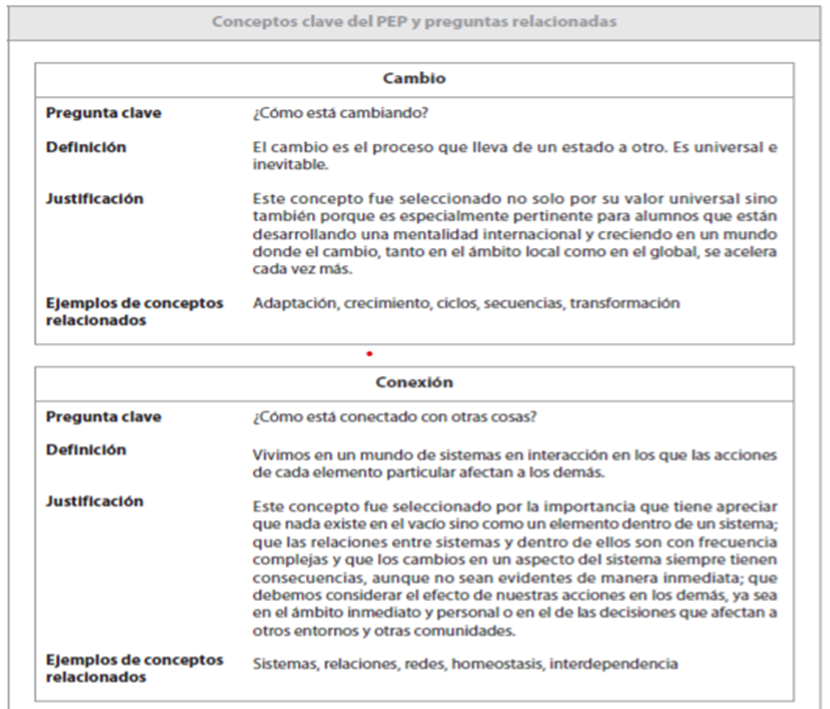 Conceptos clave del PEP y preguntas relacionadas
Cambio
Pregunta clave
¿Cómo está cambiando?
Definición
El cambio es el proceso que lleva de un estado a otro. Es universal e
inevitable.
Justificación
Este concepto fue seleccionado no solo por su valor universal sino
también porque es especialmente pertinente para alumnos que están
desarrollando una mentalidad internacional y creciendo en un mundo
donde el cambio, tanto en el ámbito local como en el global, se acelera
cada vez más.
Ejemplos de conceptos
relacionados
Adaptación, crecimiento, ciclos, secuencias, transformación
Conexión
Pregunta clave
¿Cómo está conectado con otras cosas?
Definición
Vivimos en un mundo de sistemas en interacción en los que las acciones
de cada elemento particular afectan a los demás.
Justificación
Este concepto fue seleccionado por la importancia que tiene apreciar
que nada existe en el vacío sino como un elemento dentro de un sistema;
que las relaciones entre sistemas y dentro de ellos son con frecuencia
complejas y que los cambios en un aspecto del sistema siempre tienen
consecuencias, aunque no sean evidentes de manera inmediata; que
debemos considerar el efecto de nuestras acciones en los demás, ya sea
en el ámbito inmediato y personal o en el de las decisiones que afectan a
otros entornos y otras comunidades.
Ejemplos de conceptos
relacionados
Sistemas, relaciones, redes, homeostasis, interdependencia